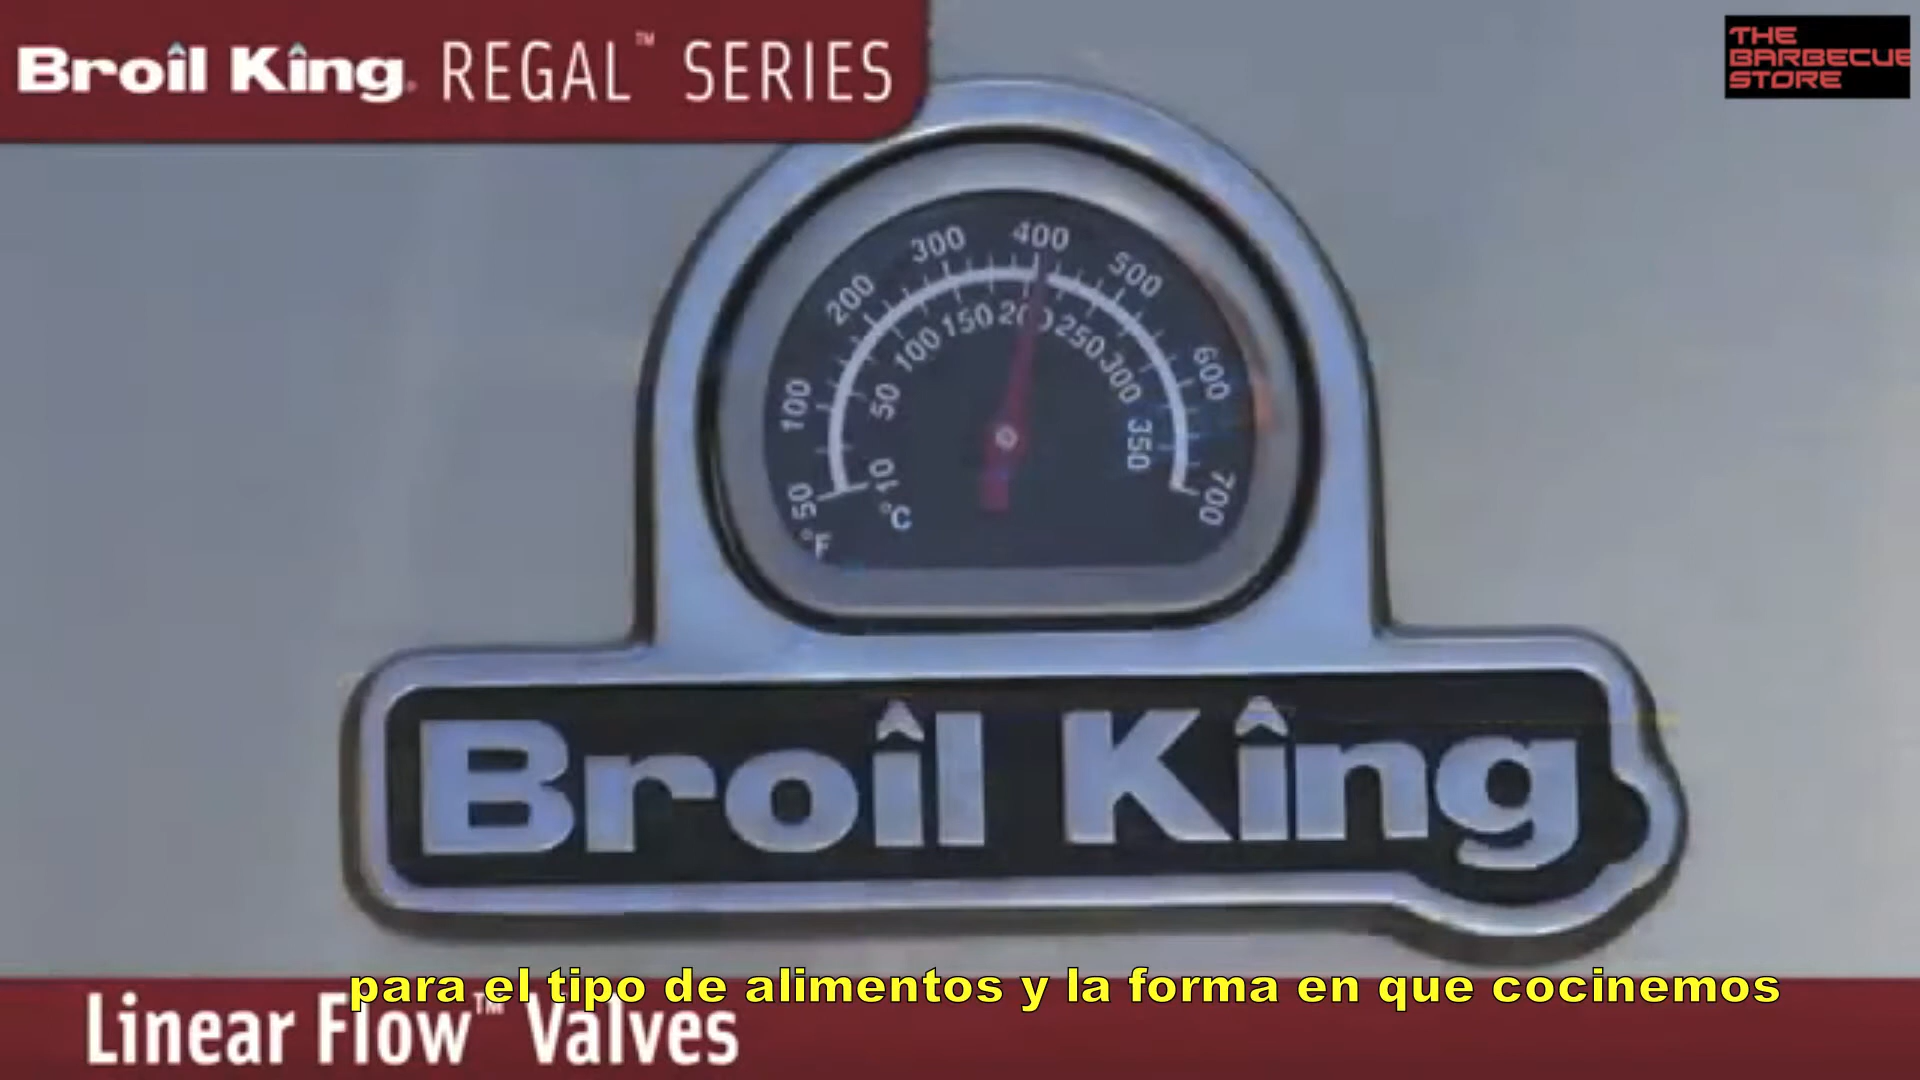 Broil King® REGAL™ SERIES
THE
BARBECUE
STORE
50 100 200 300 400 500 600 700
10 50 100 150 200 250 300 350
°C
°F
Broil King
para el tipo de alimentos y la forma en que cocinemos
Linear Flow™ Valves